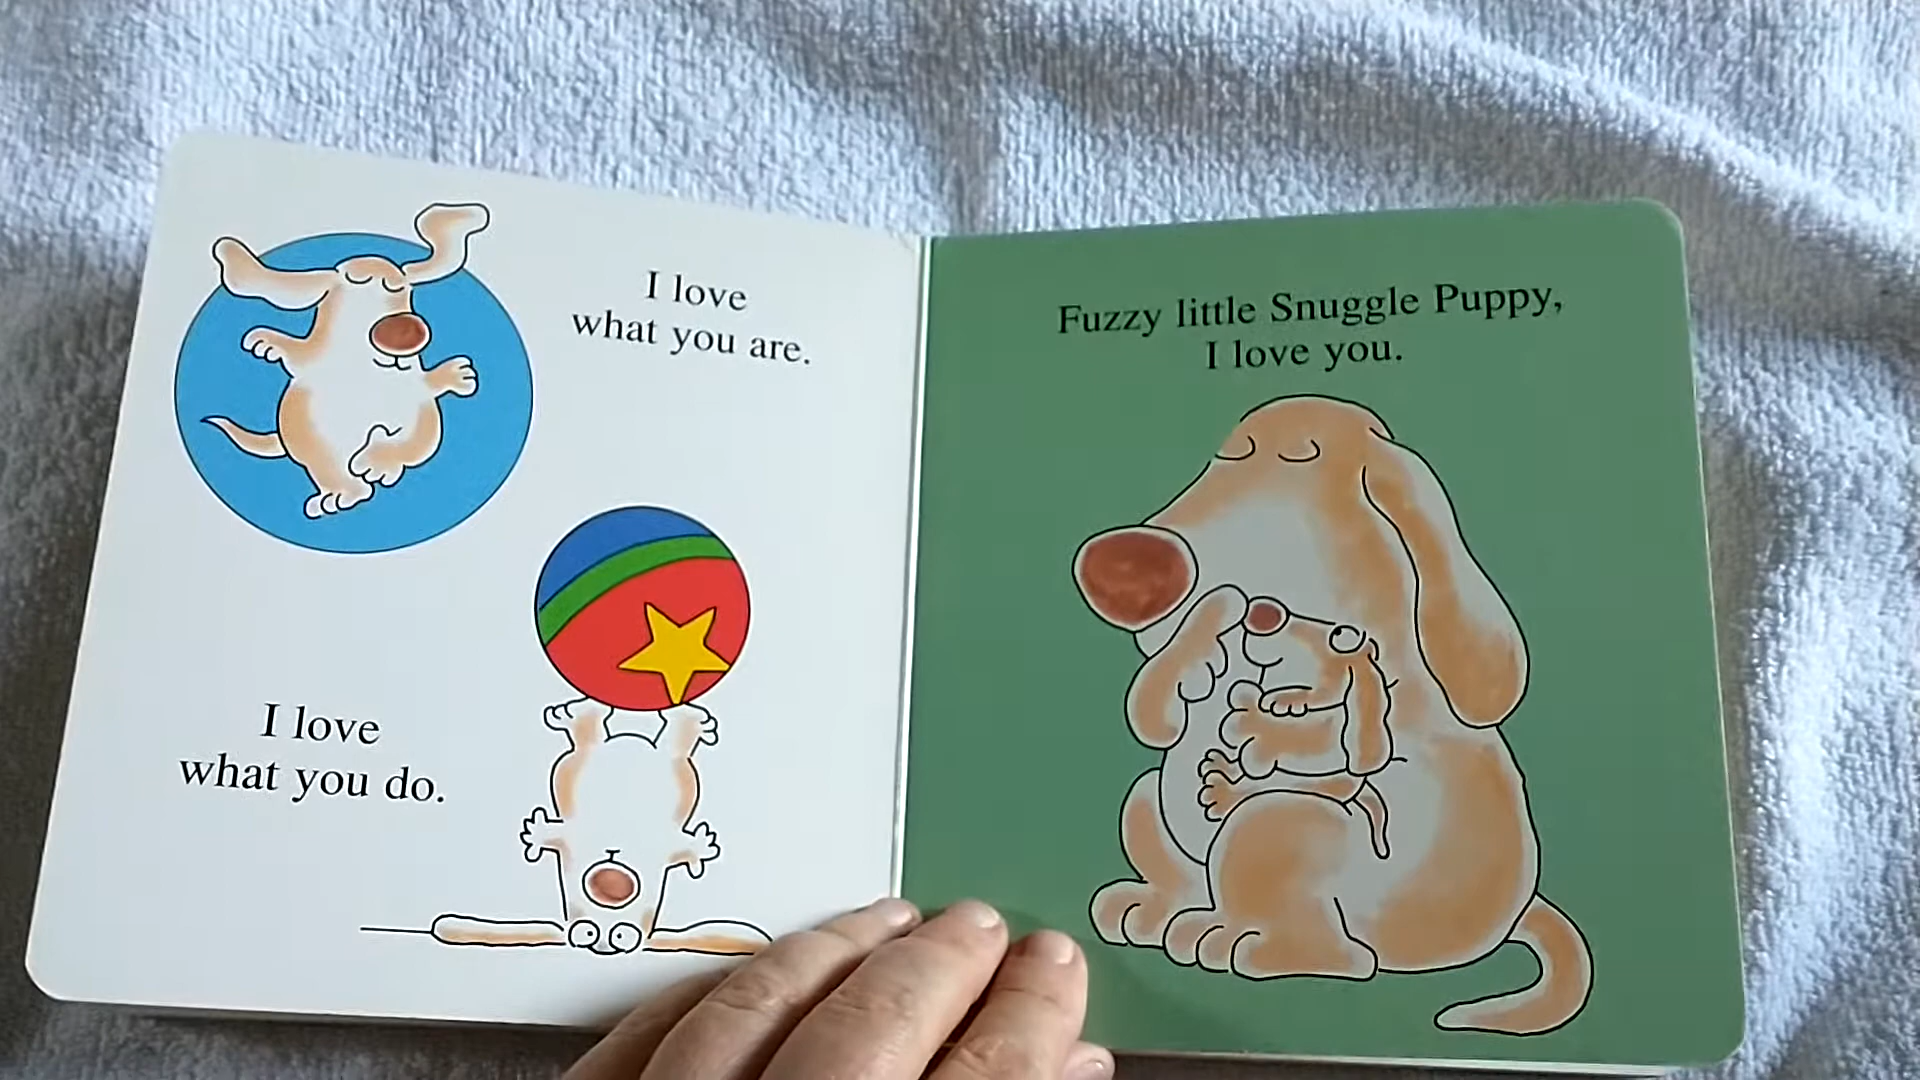 I love
what you are.
I love
what you do.
Fuzzy little Snuggle Puppy,
I love you.